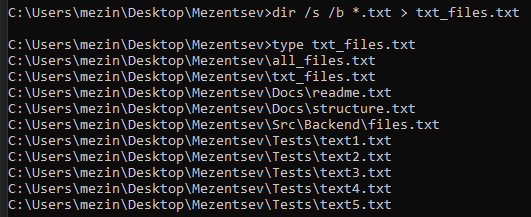 C:\Users\mezin\Desktop\Mezentsev>dir /s /b *.txt > txt_files.txt
C:\Users\mezin\Desktop\Mezentsev>type txt_files.txt
C:\Users\mezin\Desktop\Mezentsev\all_files.txt
C:\Users\mezin\Desktop\Mezentsev\txt_files.txt
C:\Users\mezin\Desktop\Mezentsev\Docs\readme.txt
C:\Users\mezin\Desktop\Mezentsev\Docs\structure.txt
C:\Users\mezin\Desktop\Mezentsev\Src\Backend\files.txt
C:\Users\mezin\Desktop\Mezentsev\Tests\text1.txt
C:\Users\mezin\Desktop\Mezentsev\Tests\text2.txt
C:\Users\mezin\Desktop\Mezentsev\Tests\text3.txt
C:\Users\mezin\Desktop\Mezentsev\Tests\text4.txt
C:\Users\mezin\Desktop\Mezentsev\Tests\text5.txt